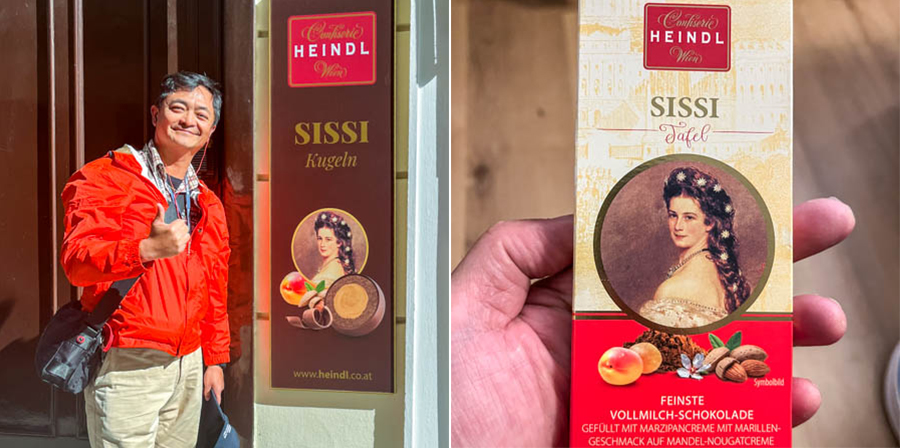 Confiserie
HEINDL
Wien
SISSI
Kugeln
www.heindl.co.at
Confiserie
HEINDL
Wien
SISSI
Tafel
Symbolbild
FEINSTE
VOLLMILCH-SCHOKOLADE
GEFÜLLT MIT MARZIPANCREME MIT MARILLEN-
GESCHMACK AUF MANDEL-NOUGATCREME